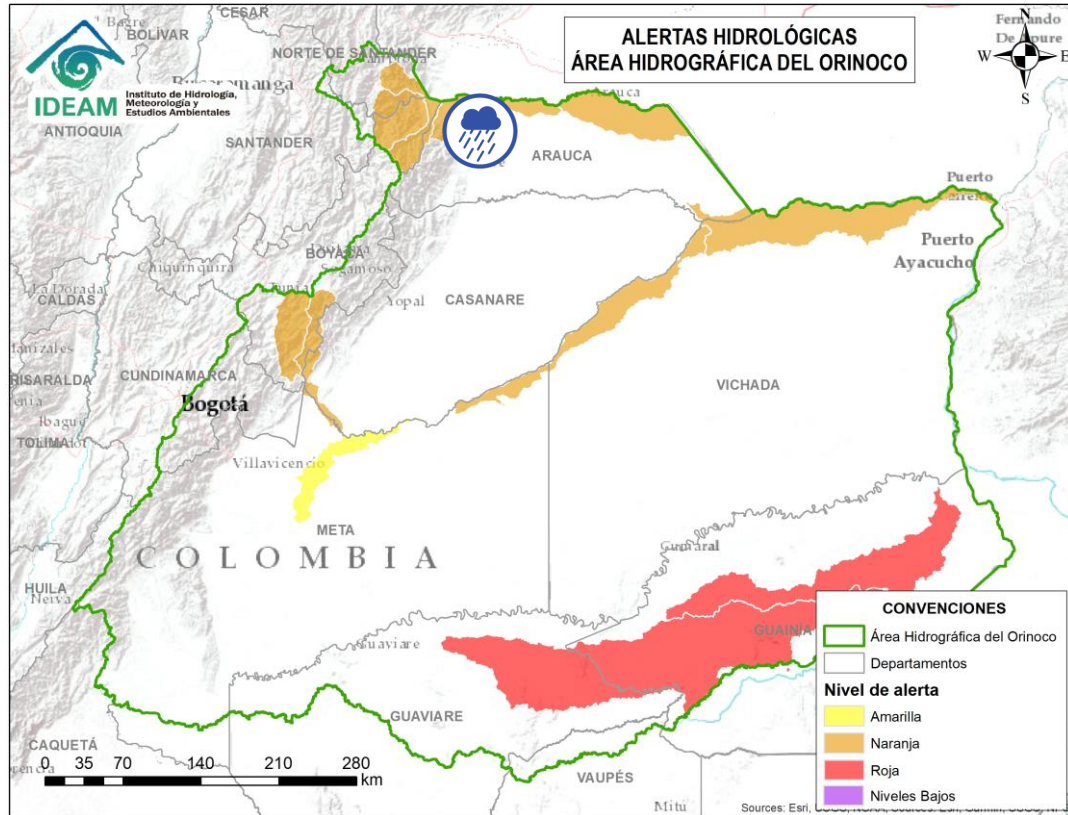 ALERTAS HIDROLÓGICAS
ÁREA HIDROGRÁFICA DEL ORINOCO
N
W
E
S
IDEAM
Instituto de Hidrología,
Meteorología y
Estudios Ambientales
CESAR
BOLÍVAR
NORTE DE SANTANDER
ANTIOQUIA
SANTANDER
Arauca
ARAUCA
Fernando
De Apure
Puerto
Puerto
Ayacucho
BOYACÁ
Sogamoso
Chiquinquirá
Tunja
La Dorada
CALDAS
Yopal
CASANARE
VICHADA
RISARALDA
CUNDINAMARCA
Bogotá
Ibagué
TOLIMA
Villavicencio
META
COLOMBIA
HUILA
Neiva
Guaviare
GUAVIARE
GUAINÍA
CAQUETÁ
VAUPÉS
Mitú
0 35 70 140 210 280
km
CONVENCIONES
Área Hidrográfica del Orinoco
Departamentos
Nivel de alerta
Amarilla
Naranja
Roja
Niveles Bajos
Sources: Esri,